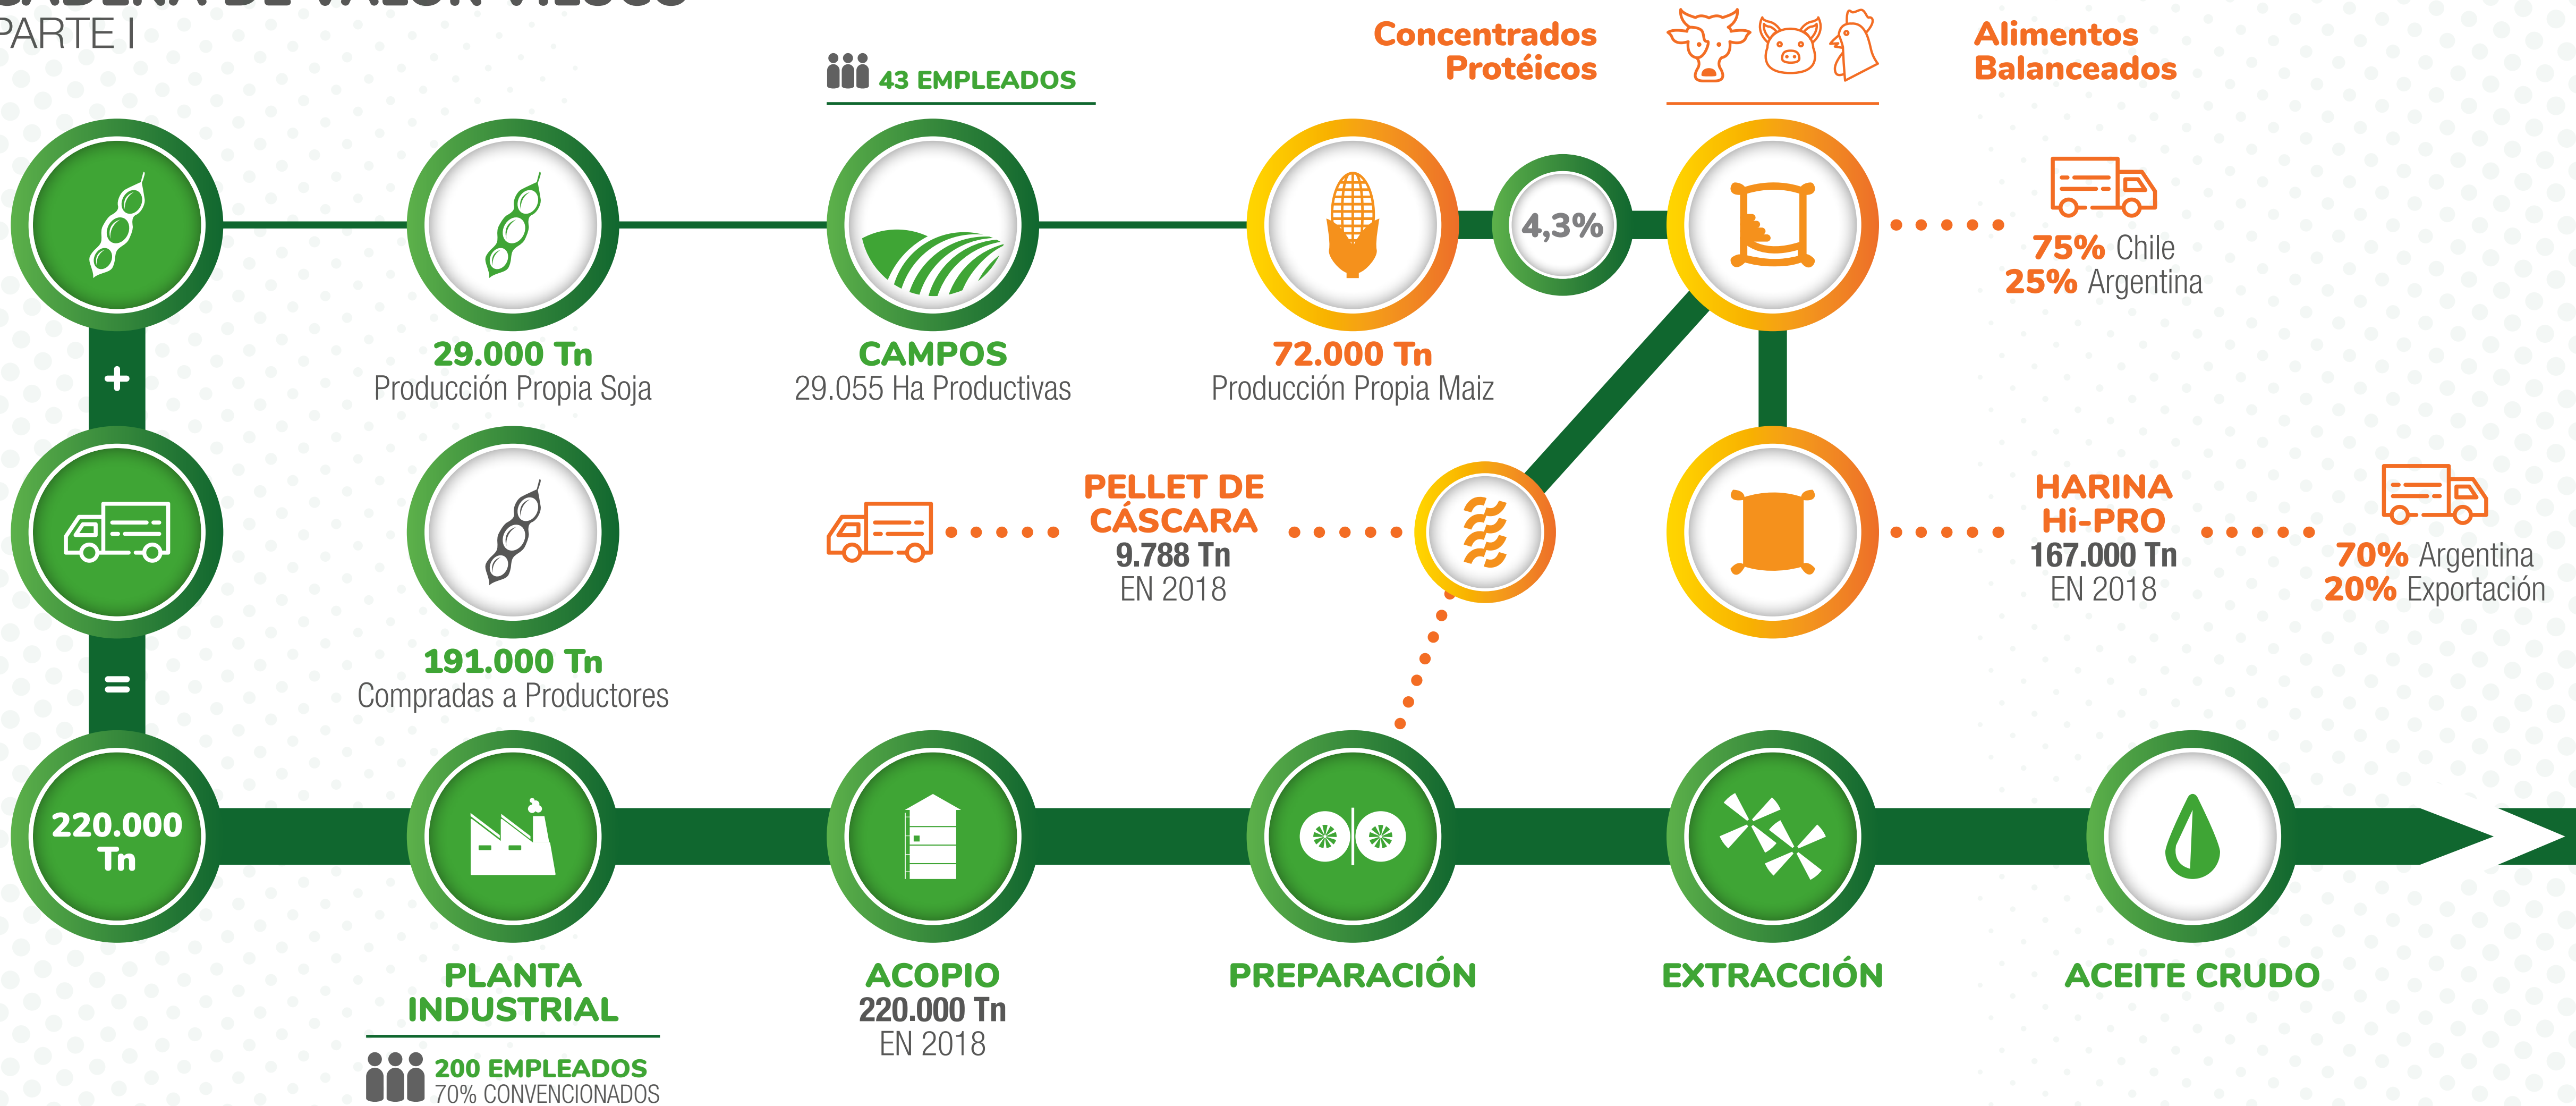 CADENA DE VALOR
PARTE I
43 EMPLEADOS
Concentrados
Protéicos
Alimentos
Balanceados
4,3%
75% Chile
25% Argentina
29.000 Tn
Producción Propia Soja
CAMPOS
29.055 Ha Productivas
72.000 Tn
Producción Propia Maiz
+
PELLET DE
CÁSCARA
9.788 Tn
EN 2018
HARINA
Hi-PRO
167.000 Tn
EN 2018
70% Argentina
20% Exportación
191.000 Tn
Compradas a Productores
=
220.000
Tn
PLANTA
INDUSTRIAL
200 EMPLEADOS
70% CONVENCIONADOS
ACOPIO
220.000 Tn
EN 2018
PREPARACIÓN
EXTRACCIÓN
ACEITE CRUDO